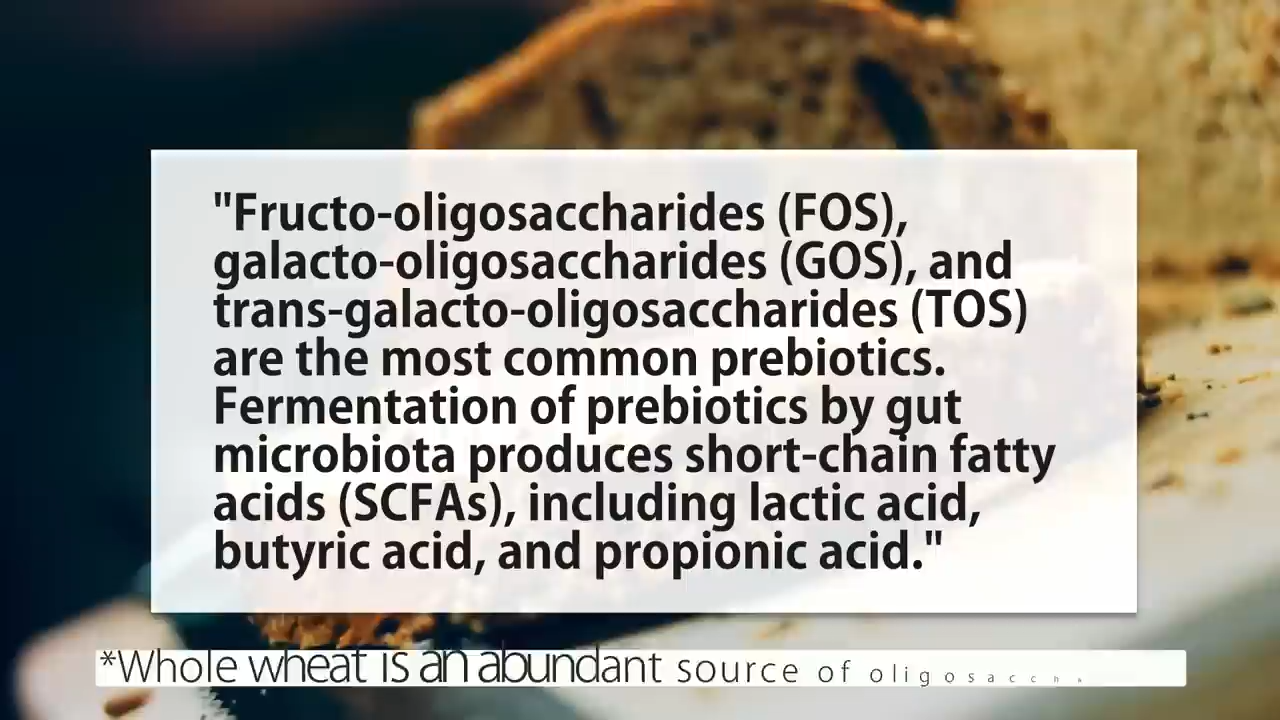 "Fructo-oligosaccharides (FOS),
galacto-oligosaccharides (GOS), and
trans-galacto-oligosaccharides (TOS)
are the most common prebiotics.
Fermentation of prebiotics by gut
microbiota produces short-chain fatty
acids (SCFAs), including lactic acid,
butyric acid, and propionic acid."
*Whole wheat is an abundant source of